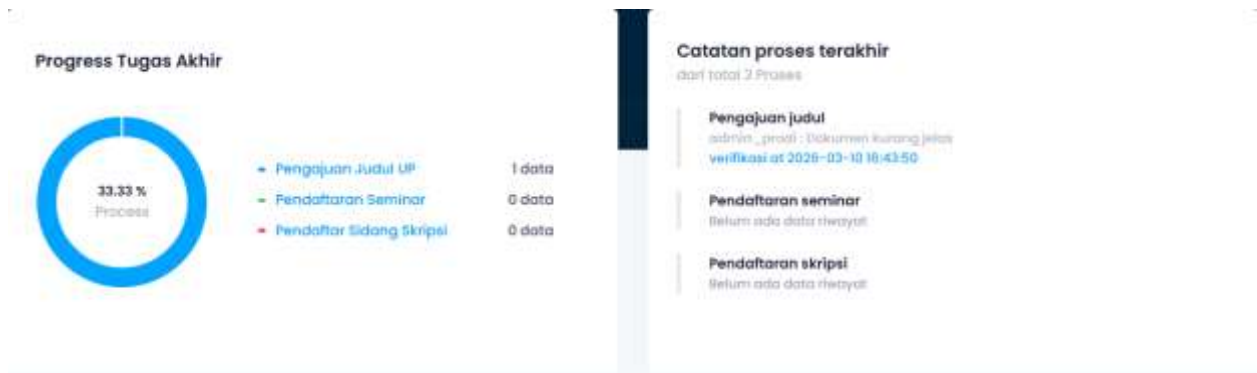 Progress Tugas Akhir
33.33 %
Process
Pengajuan Judul UP 1 data
Pendaftaran Seminar 0 data
Pendaftar Sidang Skripsi 0 data
Catatan proses terakhir
dari total 3 Proses
Pengajuan judul
admin_prodi : Dokumen kurang jelas
verifikasi at 2026-03-10 16:43:50
Pendaftaran seminar
Belum ada data riwayat
Pendaftaran skripsi
Belum ada data riwayat